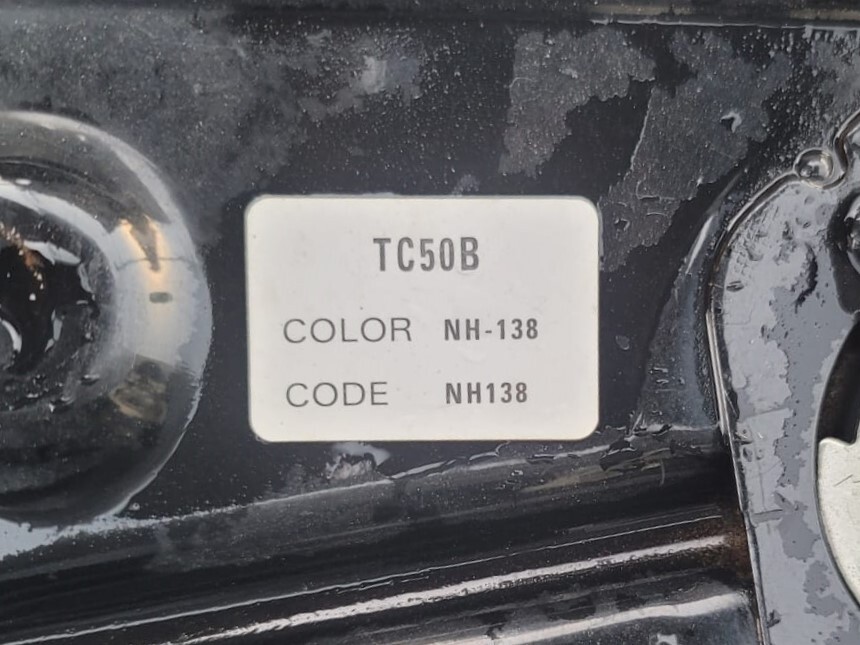 TC50B
COLOR NH-138
CODE NH138